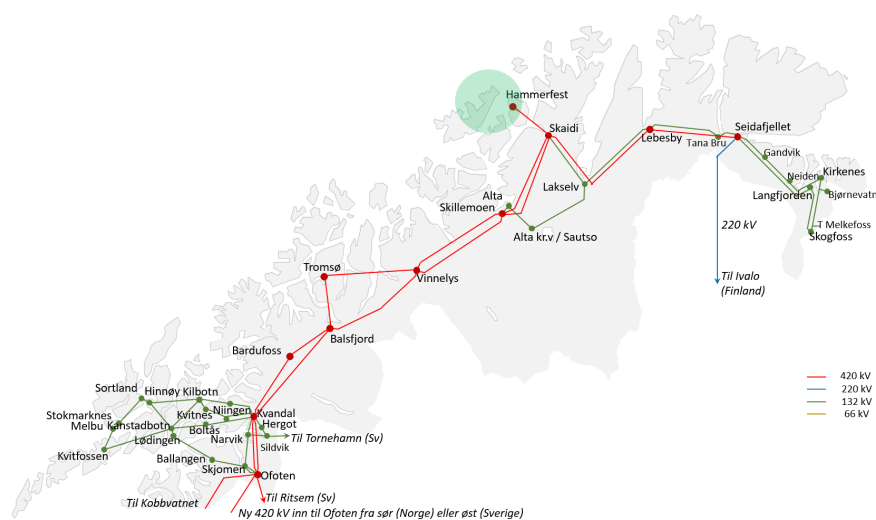 Hammerfest
Skaidi
Lebesby
Seidafjellet
Tana Bru
Gandvik
Neiden
Kirkenes
Langfjorden
Bjørnevatn
T Melkefoss
Skogfoss
Lakselv
Alta
Skillemoen
Alta kr.v / Sautso
220 kV
Til Ivalo
(Finland)
Tromsø
Vinnelys
Balsfjord
Bardufoss
420 kV
220 kV
132 kV
66 kV
Sortland
Hinnøy
Kilbotn
Stokmarknes
Melbu
Kanstadbotn
Kvitnes
Niingen
Kvandal
Boltås
Hergot
Lødingen
Narvik
Sildvik
Til Tornehamn (Sv)
Kvitfossen
Ballangen
Skjomen
Ofoten
Til Kobbvatnet
Til Ritsem (Sv)
Ny 420 kV inn til Ofoten fra sør (Norge) eller øst (Sverige)